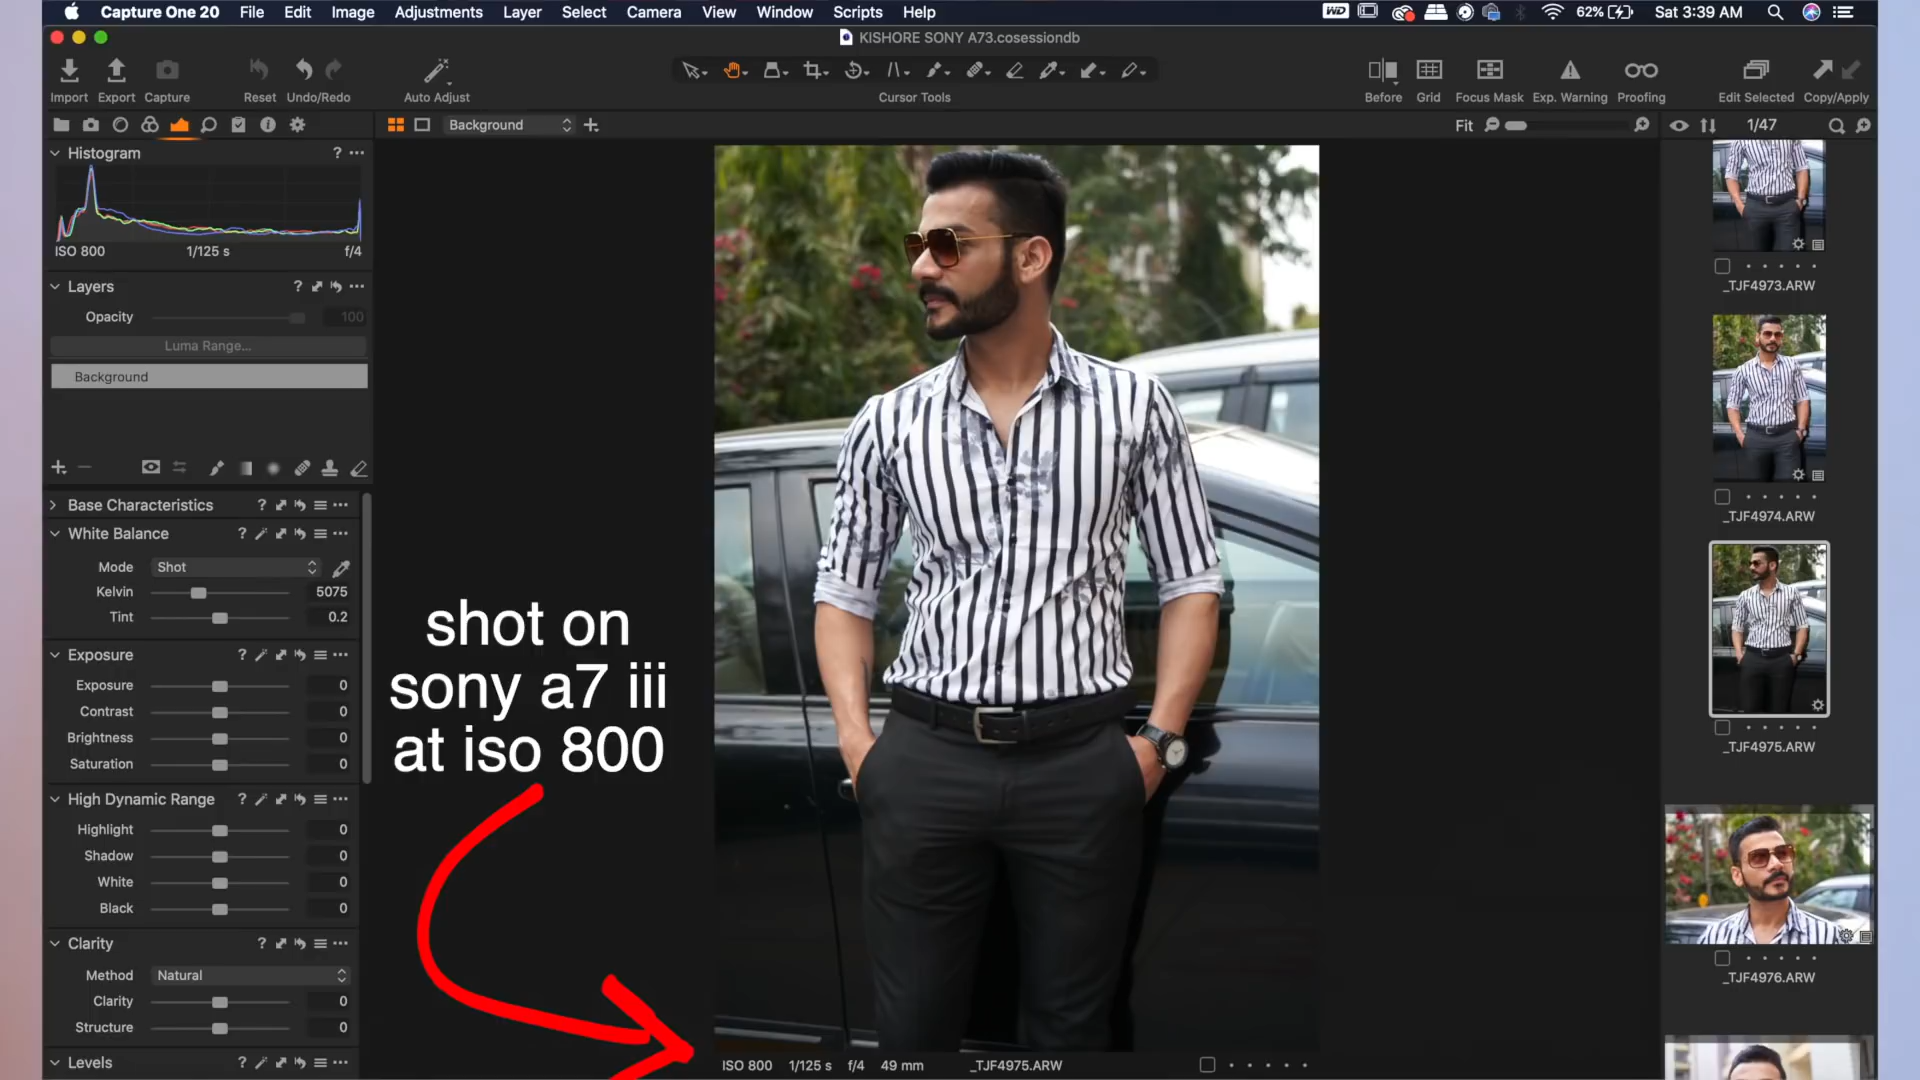 Capture One 20 File Edit Image Adjustments Layer Select Camera View Window Scripts Help
WD 62% Sat 3:39 AM
KISHORE SONY A73.cosessiondb
Import Export Capture Reset Undo/Redo Auto Adjust Cursor Tools Before Grid Focus Mask Exp. Warning Proofing Edit Selected Copy/Apply
Background Fit 1/47
Histogram ? ...
ISO 800 1/125 s f/4
Layers ? ...
Opacity 100
Luma Range...
Background
Base Characteristics ? ...
White Balance ? ...
Mode Shot
Kelvin 5075
Tint 0.2
Exposure ? ...
Exposure 0
Contrast 0
Brightness 0
Saturation 0
High Dynamic Range ? ...
Highlight 0
Shadow 0
White 0
Black 0
Clarity ? ...
Method Natural
Clarity 0
Structure 0
Levels ? ...
shot on
sony a7 iii
at iso 800
ISO 800 1/125 s f/4 49 mm _TJF4975.ARW
_TJF4973.ARW
_TJF4974.ARW
_TJF4975.ARW
_TJF4976.ARW